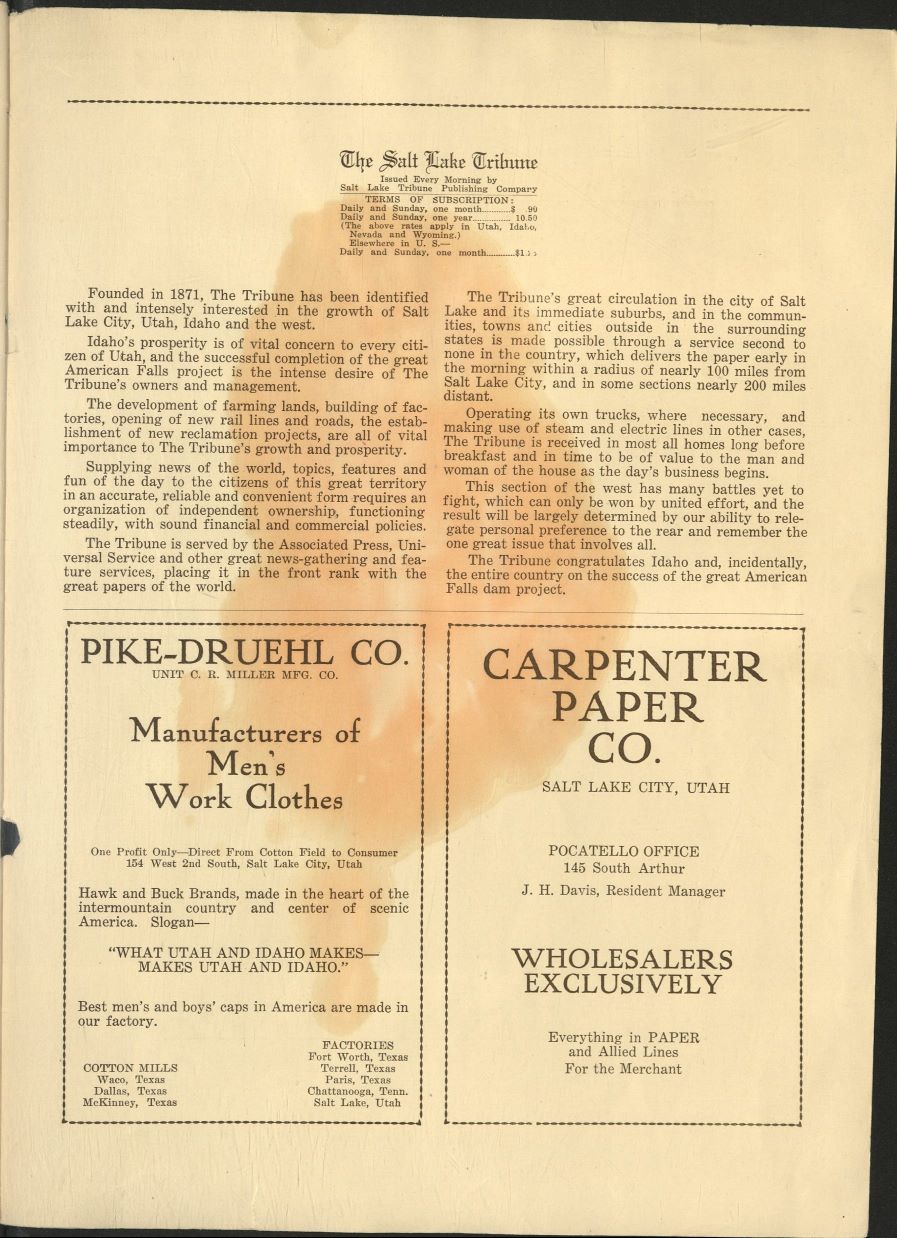 The Salt Lake Tribune
Issued Every Morning by
Salt Lake Tribune Publishing Company
TERMS OF SUBSCRIPTION:
Daily and Sunday, one month...........$ .90
Daily and Sunday, one year............... 10.50
(The above rates apply in Utah, Idaho,
Nevada and Wyoming.)
Elsewhere in U. S.—
Daily and Sunday, one month...........
Founded in 1871, The Tribune has been identified
with and intensely interested in the growth of Salt
Lake City, Utah, Idaho and the west.
Idaho's prosperity is of vital concern to every citi-
zen of Utah, and the successful completion of the great
American Falls project is the intense desire of The
Tribune's owners and management.
The development of farming lands, building of fac-
tories, opening of new rail lines and roads, the estab-
lishment of new reclamation projects, are all of vital
importance to The Tribune's growth and prosperity.
Supplying news of the world, topics, features and
fun of the day to the citizens of this great territory
in an accurate, reliable and convenient form requires an
organization of independent ownership, functioning
steadily, with sound financial and commercial policies.
The Tribune is served by the Associated Press, Uni-
versal Service and other great news-gathering and fea-
ture services, placing it in the front rank with the
great papers of the world.
The Tribune's great circulation in the city of Salt
Lake and its immediate suburbs, and in the commun-
ities, towns and cities outside in the surrounding
states is made possible through a service second to
none in the country, which delivers the paper early in
the morning within a radius of nearly 100 miles from
Salt Lake City, and in some sections nearly 200 miles
distant.
Operating its own trucks, where necessary, and
making use of steam and electric lines in other cases,
The Tribune is received in most all homes long before
breakfast and in time to be of value to the man and
woman of the house as the day's business begins.
This section of the west has many battles yet to
fight, which can only be won by united effort, and the
result will be largely determined by our ability to rele-
gate personal preference to the rear and remember the
one great issue that involves all.
The Tribune congratulates Idaho and, incidentally,
the entire country on the success of the great American
Falls dam project.
PIKE-DRUEHL CO.
UNIT C. R. MILLER MFG. CO.
Manufacturers of
Men's
Work Clothes
One Profit Only—Direct From Cotton Field to Consumer
154 West 2nd South, Salt Lake City, Utah
Hawk and Buck Brands, made in the heart of the
intermountain country and center of scenic
America. Slogan—
"WHAT UTAH AND IDAHO MAKES—
MAKES UTAH AND IDAHO."
Best men's and boys' caps in America are made in
our factory.
COTTON MILLS
Waco, Texas
Dallas, Texas
McKinney, Texas
FACTORIES
Fort Worth, Texas
Terrell, Texas
Paris, Texas
Chattanooga, Tenn.
Salt Lake, Utah
CARPENTER
PAPER
CO.
SALT LAKE CITY, UTAH
POCATELLO OFFICE
145 South Arthur
J. H. Davis, Resident Manager
WHOLESALERS
EXCLUSIVELY
Everything in PAPER
and Allied Lines
For the Merchant